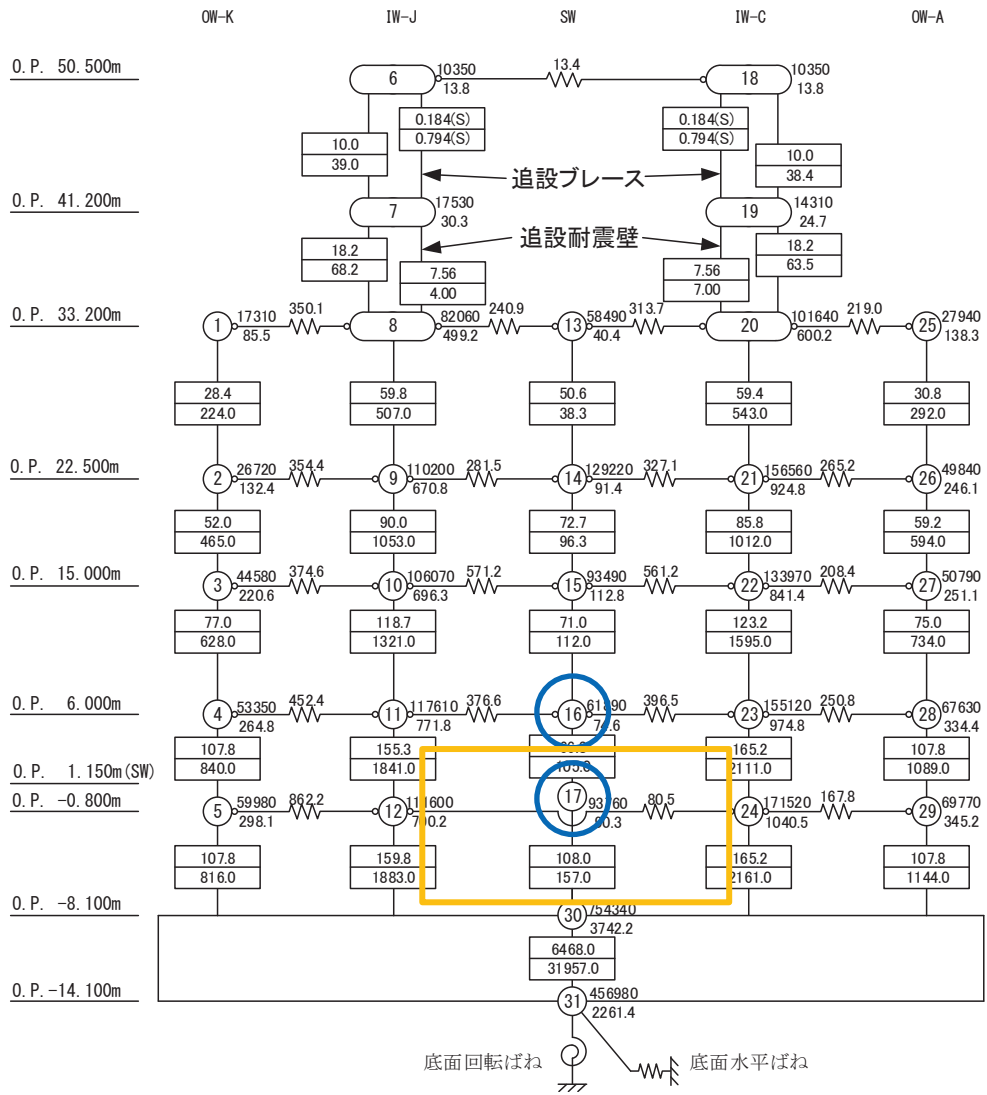 OW-K IW-J SW IW-C OW-A
O.P. 50.500m
6 10350 13.4 18 10350
13.8 13.8
0.184(S) 0.184(S)
0.794(S) 0.794(S)
10.0 10.0
39.0 38.4
追設ブレース
O.P. 41.200m
7 17530 19 14310
30.3 24.7
追設耐震壁
18.2 18.2
68.2 63.5
7.56 7.56
4.00 7.00
O.P. 33.200m
1 17310 350.1 8 82060 240.9 13 58490 313.7 20 101640 219.0 25 27940
85.5 499.2 40.4 600.2 138.3
28.4 59.8 50.6 59.4 30.8
224.0 507.0 38.3 543.0 292.0
O.P. 22.500m
2 26720 354.4 9 110200 281.5 14 129220 327.1 21 156560 265.2 26 49840
132.4 670.8 91.4 924.8 246.1
52.0 90.0 72.7 85.8 59.2
465.0 1053.0 96.3 1012.0 594.0
O.P. 15.000m
3 44580 374.6 10 106070 571.2 15 93490 561.2 22 133970 208.4 27 50790
220.6 696.3 112.8 841.4 251.1
77.0 118.7 71.0 123.2 75.0
628.0 1321.0 112.0 1595.0 734.0
O.P. 6.000m
4 53350 452.4 11 117610 376.6 16 396.5 23 155120 250.8 28 67630
264.8 771.8 974.8 334.4
107.8 155.3 165.2 107.8
840.0 1841.0 2111.0 1089.0
O.P. 1.150m(SW)
O.P. -0.800m
5 59980 862.2 12 17 80.5 24 171520 167.8 29 69770
298.1 1040.5 345.2
107.8 159.8 108.0 165.2 107.8
816.0 1883.0 157.0 2161.0 1144.0
O.P. -8.100m
30 754340
3742.2
6468.0
31957.0
O.P.-14.100m
31 456980
2261.4
底面回転ばね 底面水平ばね